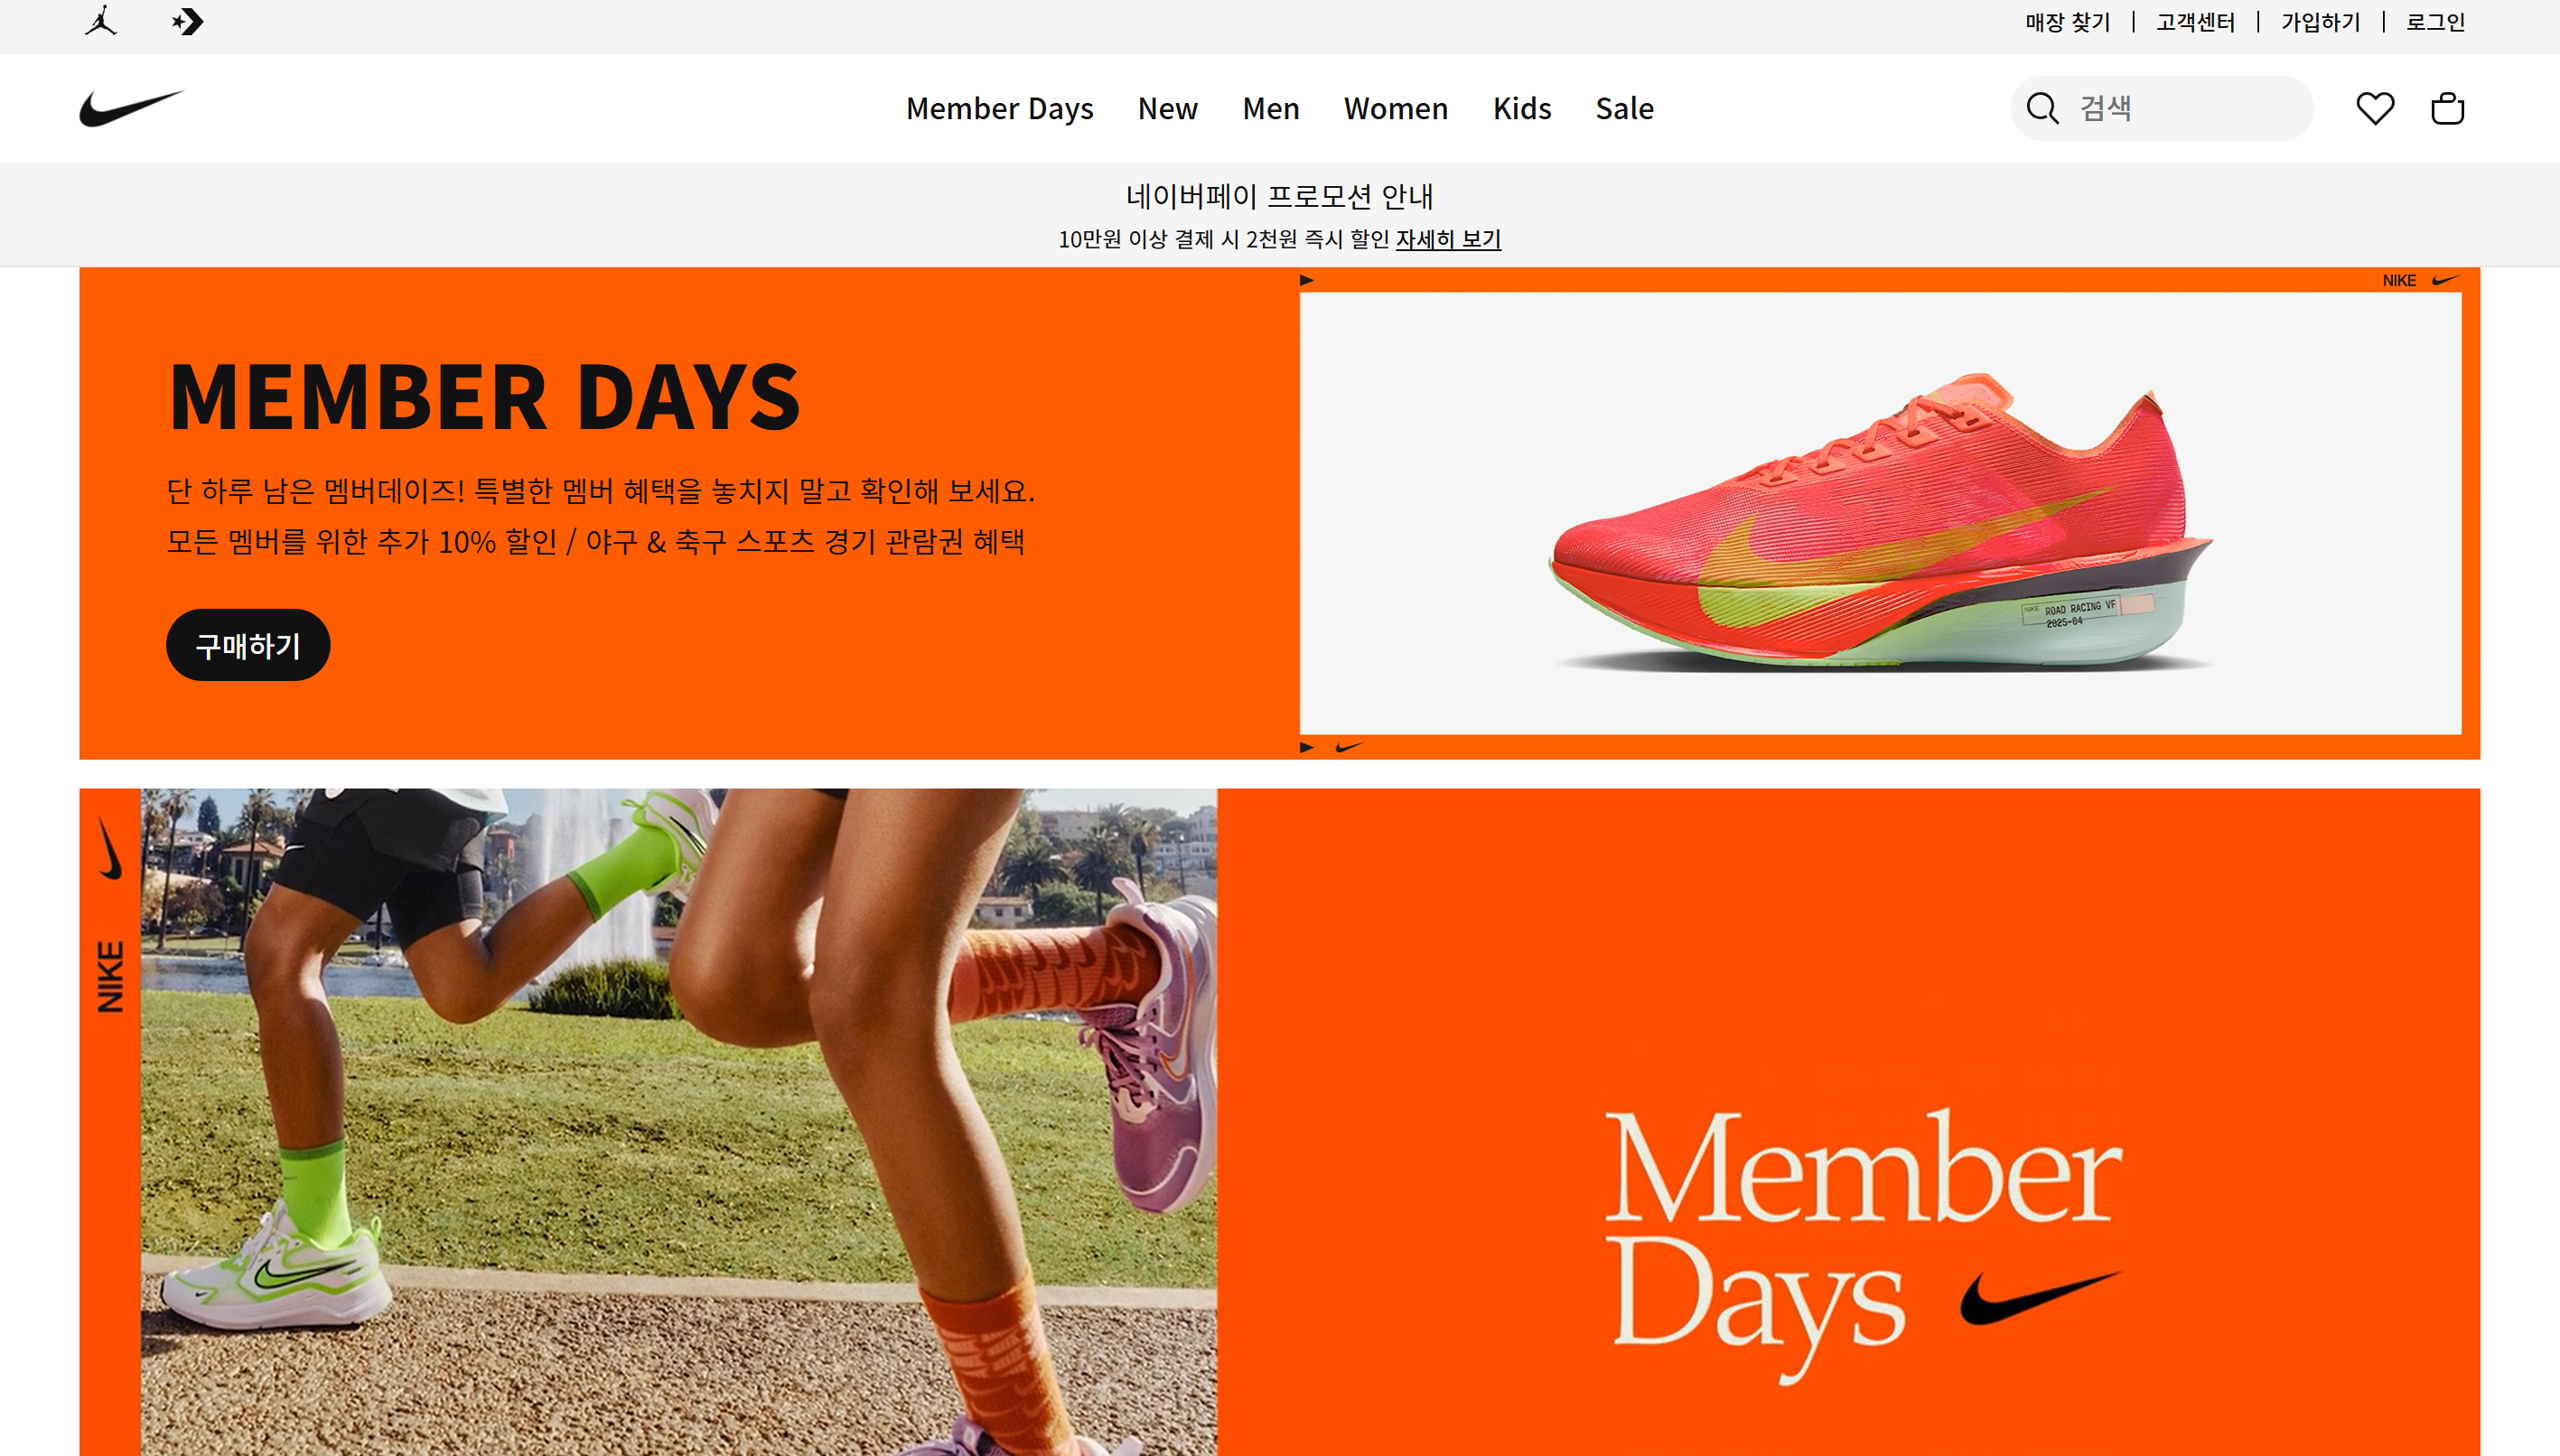 매장 찾기 | 고객센터 | 가입하기 | 로그인
Member Days New Men Women Kids Sale 검색
네이버페이 프로모션 안내
10만원 이상 결제 시 2천원 즉시 할인 자세히 보기
NIKE
MEMBER DAYS
단 하루 남은 멤버데이즈! 특별한 멤버 혜택을 놓치지 말고 확인해 보세요.
모든 멤버를 위한 추가 10% 할인 / 야구 & 축구 스포츠 경기 관람권 혜택
구매하기
NIKE ROAD RACING VF
2025-04
NIKE
Member
Days